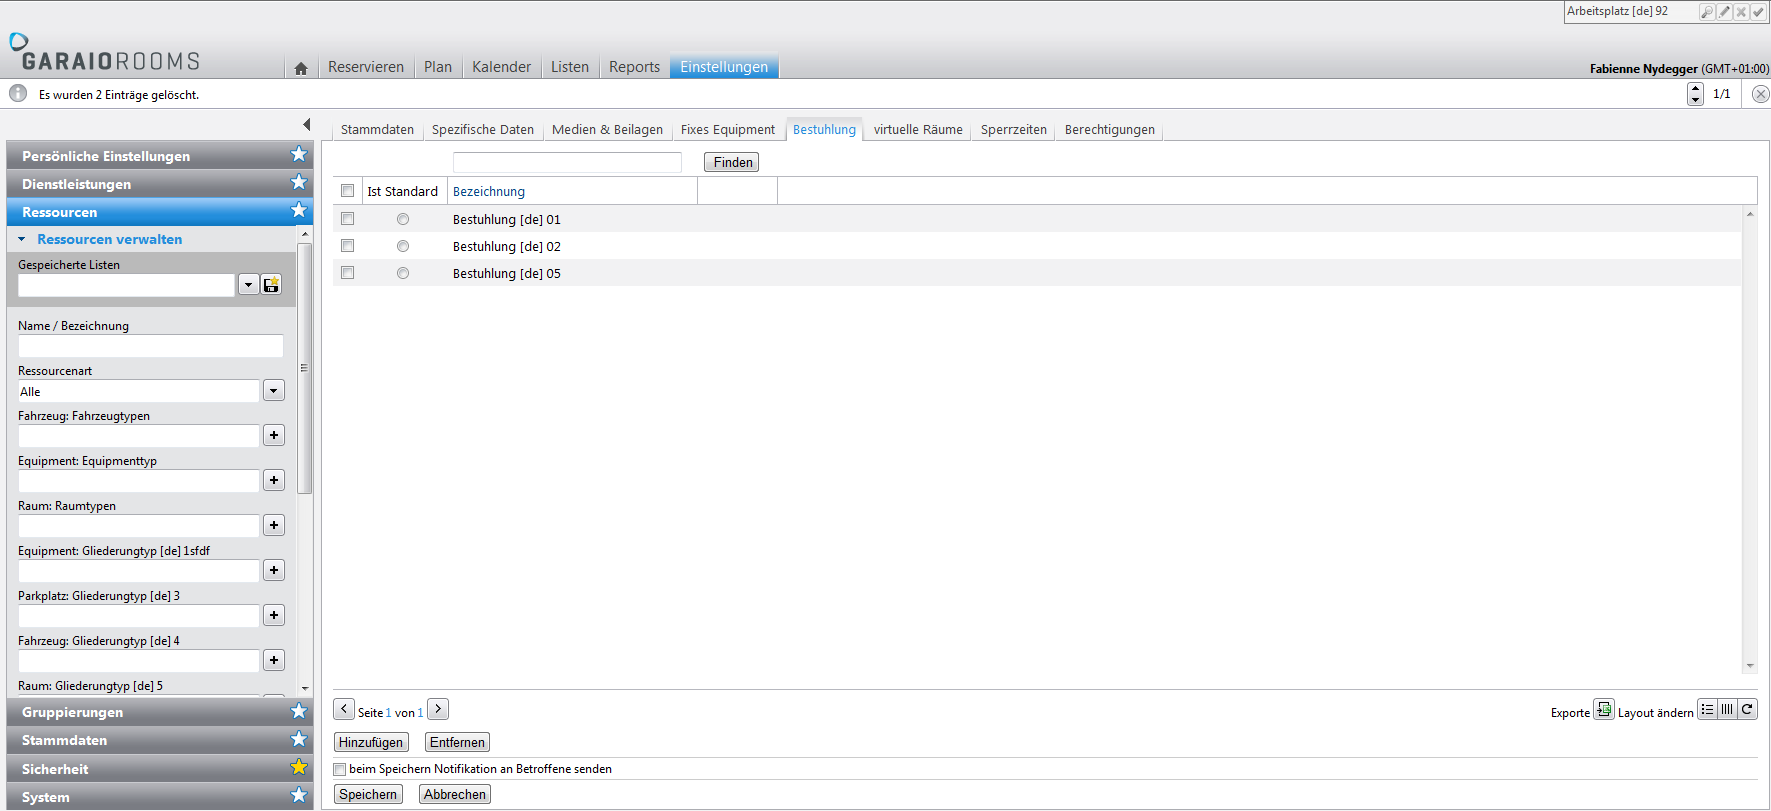 Arbeitsplatz [de] 92
GARAIOROOMS
Reservieren Plan Kalender Listen Reports Einstellungen
Fabienne Nydegger (GMT+01:00)
Es wurden 2 Einträge gelöscht.
1/1
Stammdaten Spezifische Daten Medien & Beilagen Fixes Equipment Bestuhlung virtuelle Räume Sperrzeiten Berechtigungen
Persönliche Einstellungen
Dienstleistungen
Ressourcen
Ressourcen verwalten
Gespeicherte Listen
Name / Bezeichnung
Ressourcenart
Alle
Fahrzeug: Fahrzeugtypen
Equipment: Equipmenttyp
Raum: Raumtypen
Equipment: Gliederungtyp [de] 1sfdf
Parkplatz: Gliederungtyp [de] 3
Fahrzeug: Gliederungtyp [de] 4
Raum: Gliederungtyp [de] 5
Gruppierungen
Stammdaten
Sicherheit
System
Finden
Ist Standard Bezeichnung
Bestuhlung [de] 01
Bestuhlung [de] 02
Bestuhlung [de] 05
Seite 1 von 1
Exporte Layout ändern
Hinzufügen Entfernen
beim Speichern Notifikation an Betroffene senden
Speichern Abbrechen